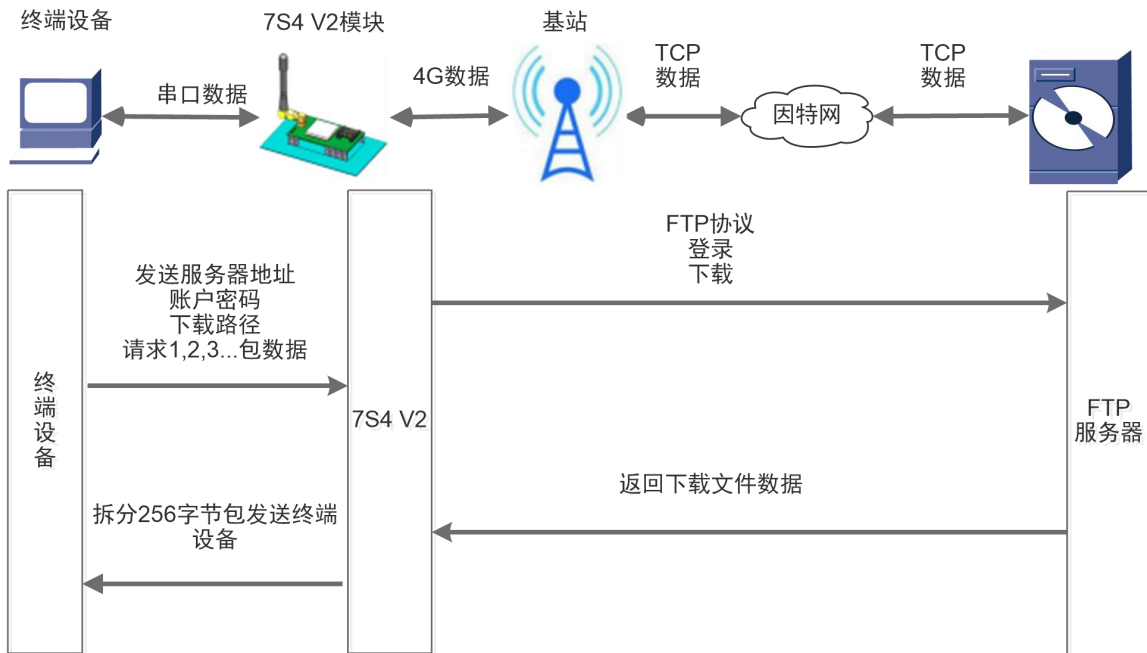 终端设备
7S4 V2模块
基站
串口数据
4G数据
TCP
数据
因特网
TCP
数据
FTP协议
登录
下载
发送服务器地址
账户密码
下载路径
请求1,2,3...包数据
终
端
设
备
7S4 V2
FTP
服务器
返回下载文件数据
拆分256字节包发送终端
设备